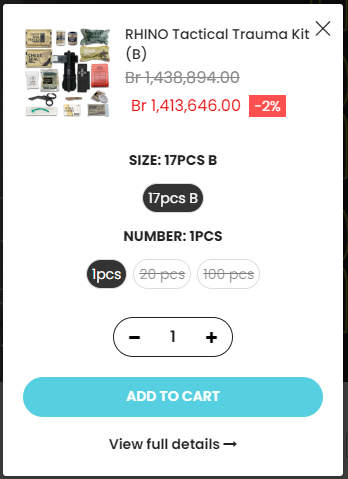 RHINO Tactical Trauma Kit
(B)
Br 1,438,894.00
Br 1,413,646.00 -2%
SIZE: 17PCS B
17pcs B
NUMBER: 1PCS
1pcs 20 pcs 100 pcs
− 1 +
ADD TO CART
View full details →